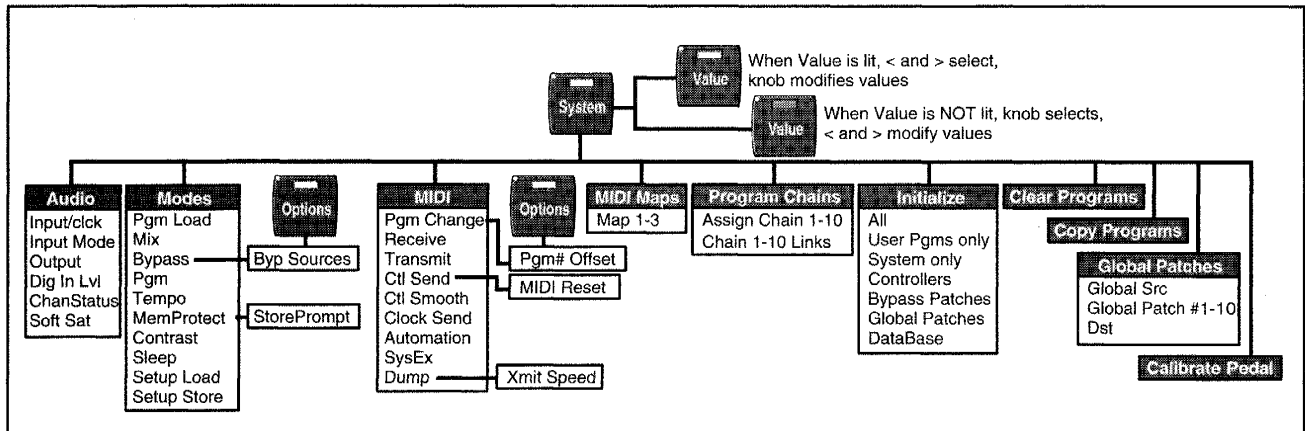 Value
When Value is lit, < and > select,
knob modifies values
System
Value
When Value is NOT lit, knob selects,
< and > modify values
Audio
Input/clck
Input Mode
Output
Dig In Lvl
ChanStatus
Soft Sat
Modes
Pgm Load
Mix
Bypass
Pgm
Tempo
MemProtect
Contrast
Sleep
Setup Load
Setup Store
Options
Byp Sources
StorePrompt
MIDI
Pgm Change
Receive
Transmit
Ctl Send
Ctl Smooth
Clock Send
Automation
SysEx
Dump
Options
Pgm# Offset
MIDI Reset
Xmit Speed
MIDI Maps
Map 1-3
Program Chains
Assign Chain 1-10
Chain 1-10 Links
Initialize
All
User Pgms only
System only
Controllers
Bypass Patches
Global Patches
DataBase
Clear Programs
Copy Programs
Global Patches
Global Src
Global Patch #1-10
Dst
Calibrate Pedal